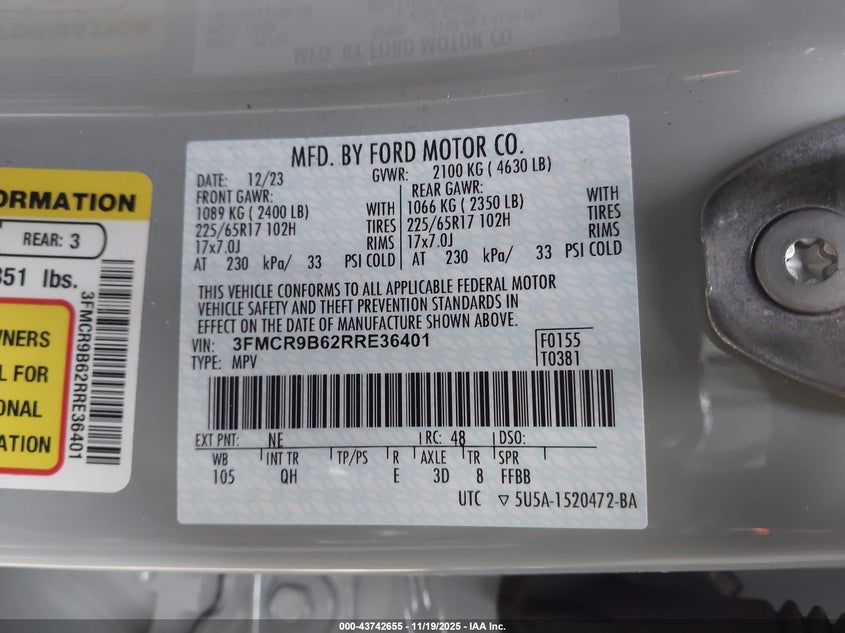 MFD. BY FORD MOTOR CO.
DATE: 12/23
GVWR: 2100 KG ( 4630 LB)
FRONT GAWR:
1089 KG ( 2400 LB) WITH
225/65R17 102H TIRES
17x7.0J RIMS
AT 230 kPa/ 33 PSI COLD
REAR GAWR:
1066 KG ( 2350 LB) WITH
225/65R17 102H TIRES
17x7.0J RIMS
AT 230 kPa/ 33 PSI COLD
THIS VEHICLE CONFORMS TO ALL APPLICABLE FEDERAL MOTOR
VEHICLE SAFETY AND THEFT PREVENTION STANDARDS IN
EFFECT ON THE DATE OF MANUFACTURE SHOWN ABOVE.
VIN: 3FMCR9B62RRE36401
TYPE: MPV
F0155
T0381
EXT PNT: NE RC: 48 DSO:
WB INT TR TP/PS R AXLE TR SPR
105 QH E 3D 8 FFBB
UTC ▽ 5U5A-1520472-BA
ORMATION
REAR: 3
351 lbs.
WNERS
L FOR
ONAL
ATION
3FMCR9B62RRE36401
MFD. BY FORD MOTOR CO.
000-43742655 - 11/19/2025 - IAA Inc.